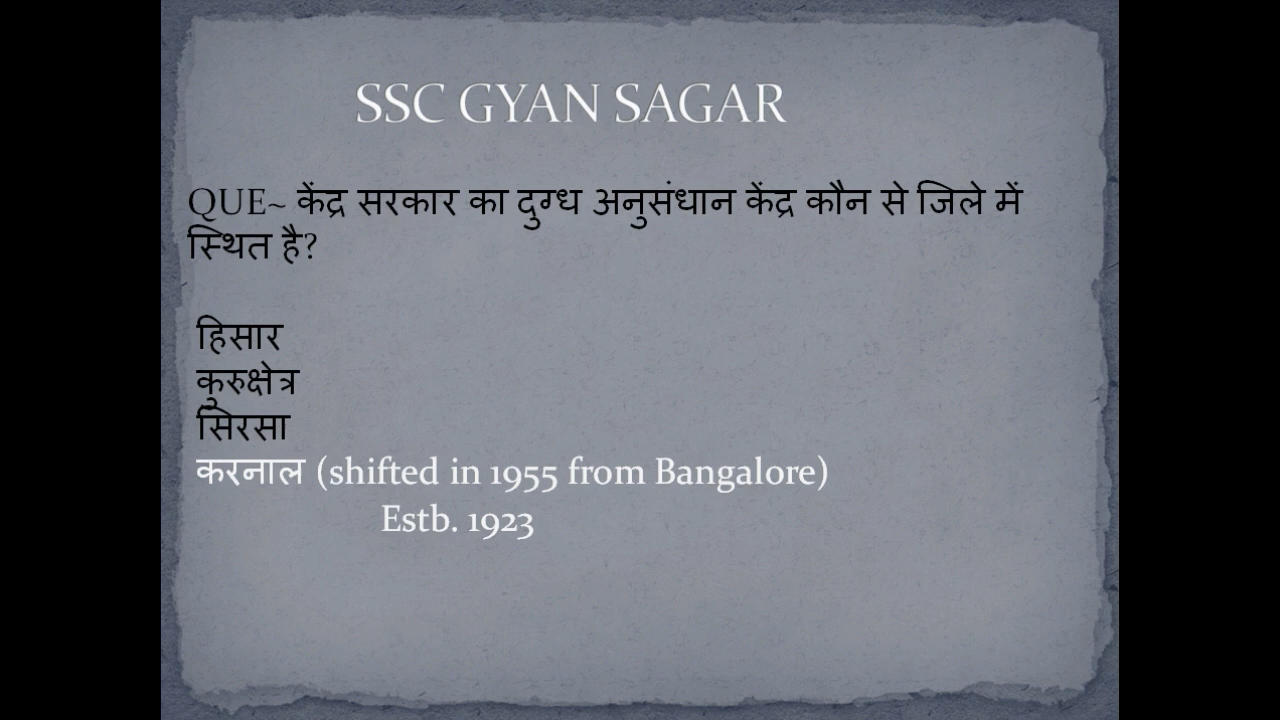 SSC GYAN SAGAR
QUE~ केंद्र सरकार का दुग्ध अनुसंधान केंद्र कौन से जिले में
स्थित है?
हिसार
कुरुक्षेत्र
सिरसा
करनाल (shifted in 1955 from Bangalore)
Estb. 1923